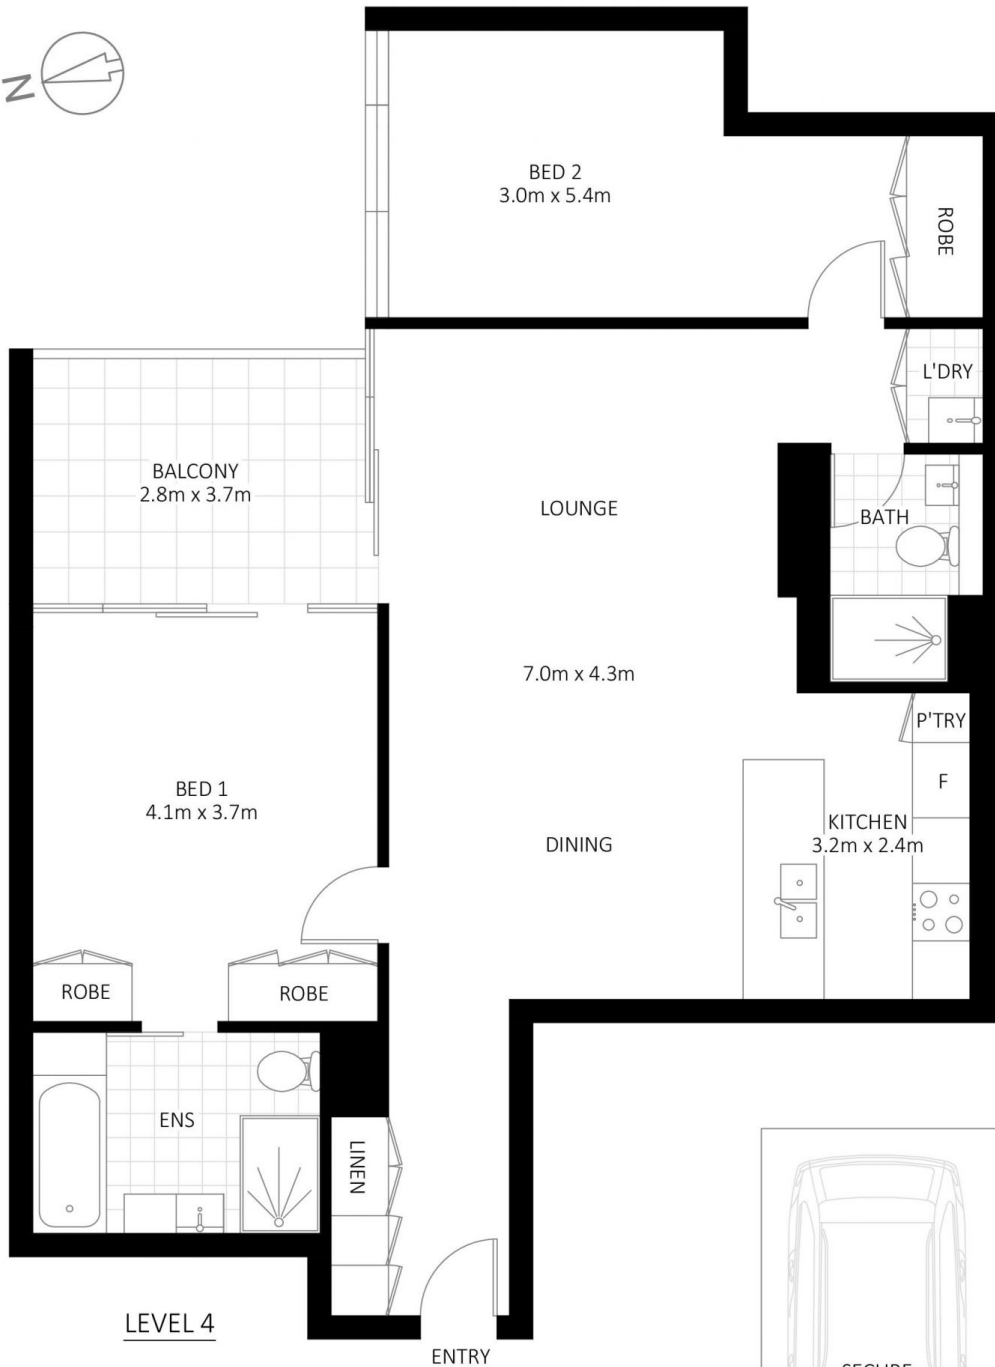 N
BED 2
3.0m x 5.4m
ROBE
L'DRY
BALCONY
2.8m x 3.7m
LOUNGE
BATH
7.0m x 4.3m
P'TRY
F
BED 1
4.1m x 3.7m
DINING
KITCHEN
3.2m x 2.4m
ROBE
ROBE
ENS
LINEN
LEVEL 4
ENTRY
SECURE